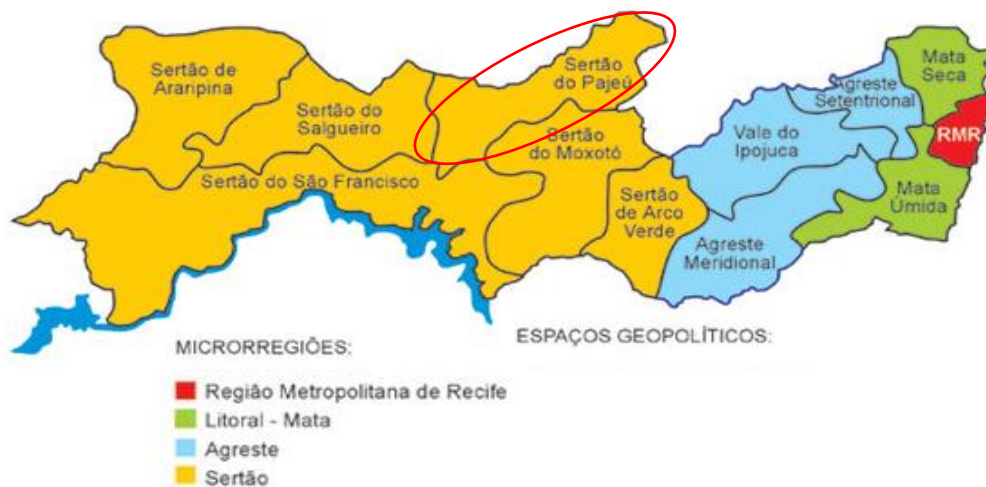 Sertão de
Araripina
Sertão do
Salgueiro
Sertão
do Pajeú
Sertão
do Moxotó
Sertão do São Francisco
Sertão
de Arco
Verde
Vale do
Ipojuca
Agreste
Setentrional
Agreste
Meridional
Mata
Seca
RMR
Mata
Úmida
MICRORREGIÕES:
ESPAÇOS GEOPOLÍTICOS:
Região Metropolitana de Recife
Litoral - Mata
Agreste
Sertão